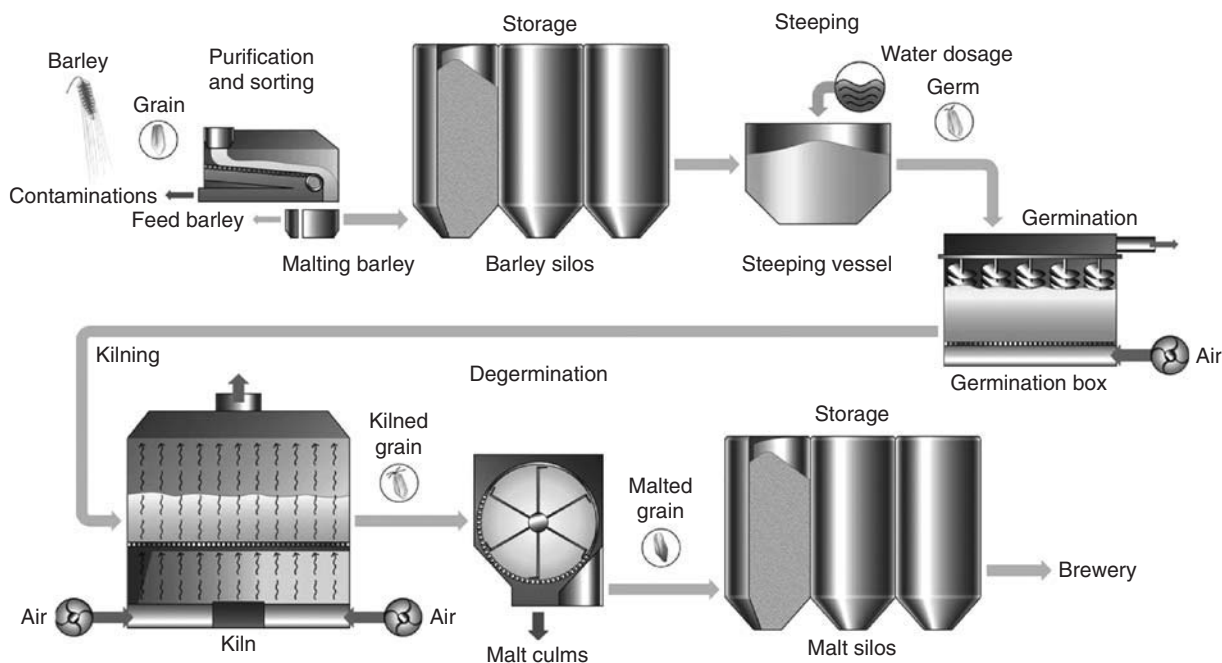 Storage
Steeping
Barley
Purification
and sorting
Water dosage
Grain
Germ
Contaminations
Feed barley
Malting barley
Barley silos
Steeping vessel
Germination
Kilning
Air
Degermination
Germination box
Storage
Kilned
grain
Malted
grain
Brewery
Air
Air
Kiln
Malt culms
Malt silos